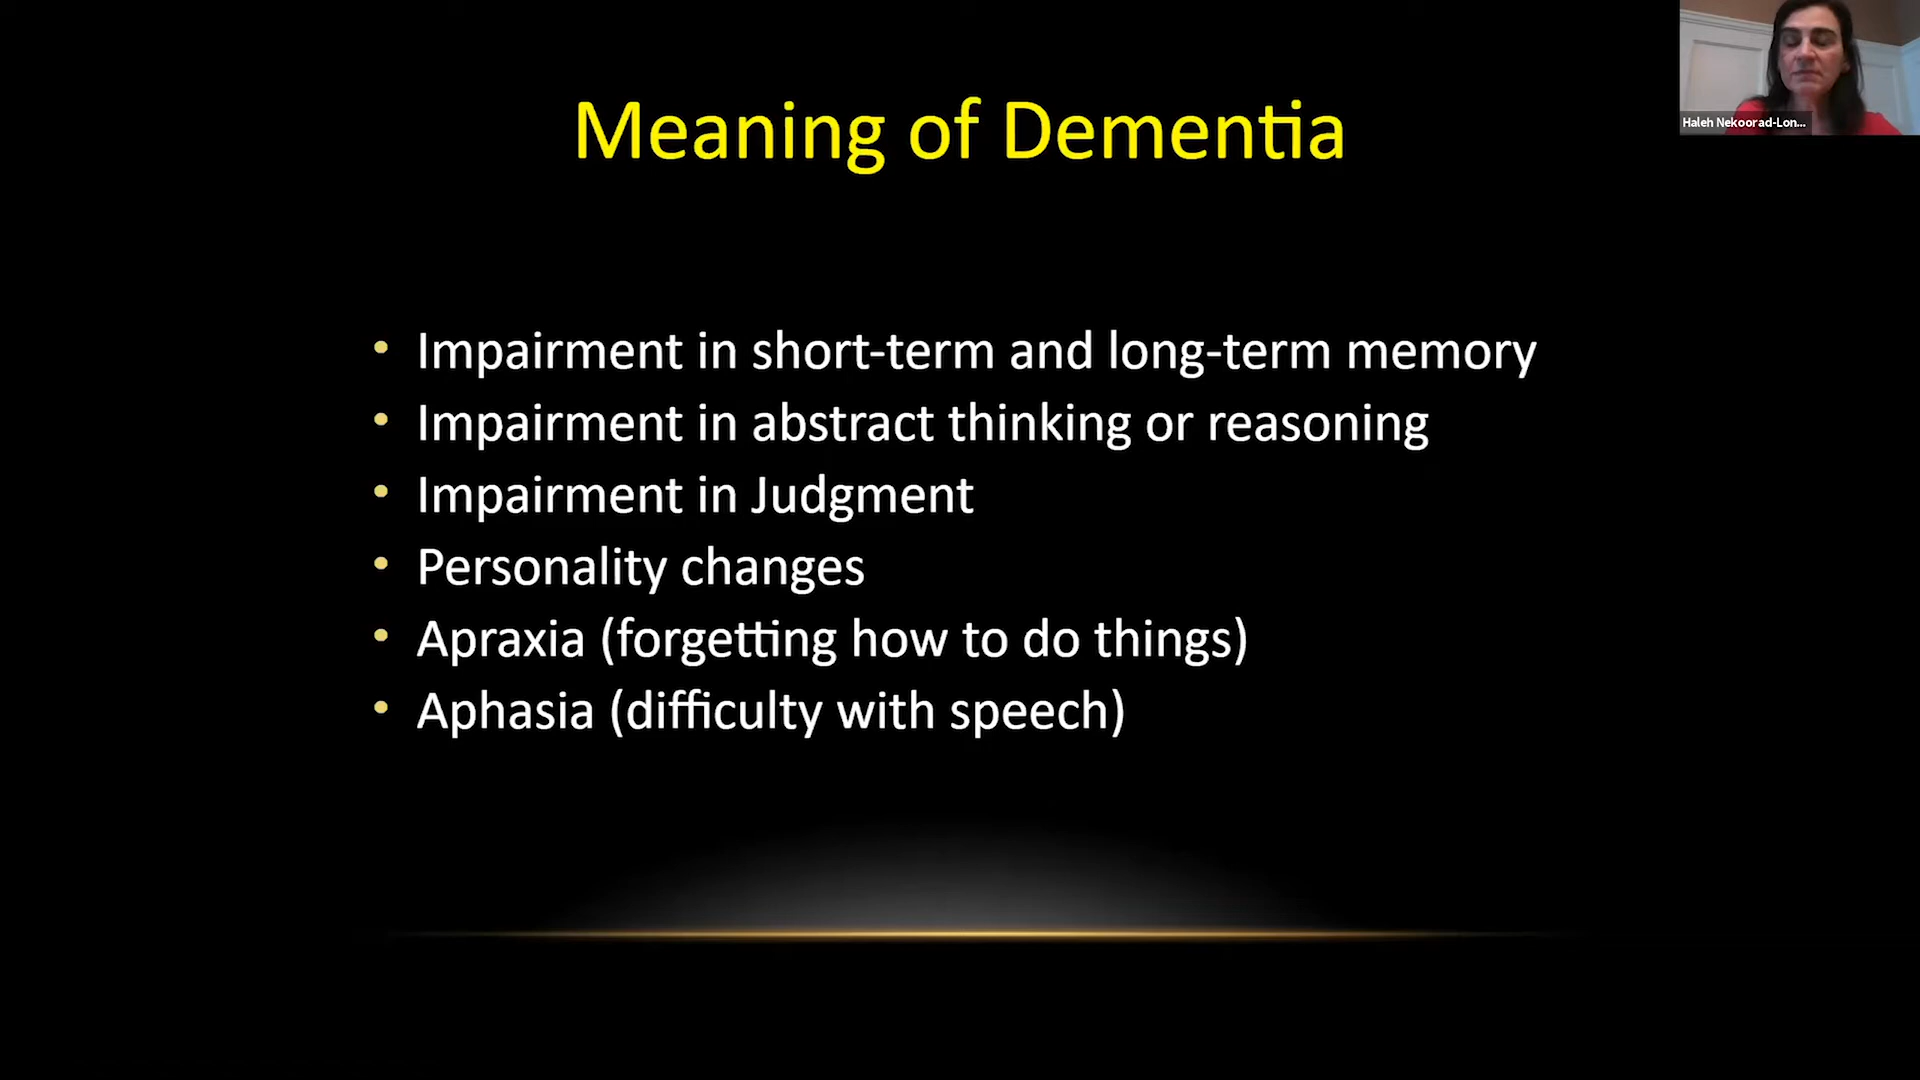 Meaning of Dementia
• Impairment in short-term and long-term memory
• Impairment in abstract thinking or reasoning
• Impairment in Judgment
• Personality changes
• Apraxia (forgetting how to do things)
• Aphasia (difficulty with speech)
Haleh Nekoorad-Lon...